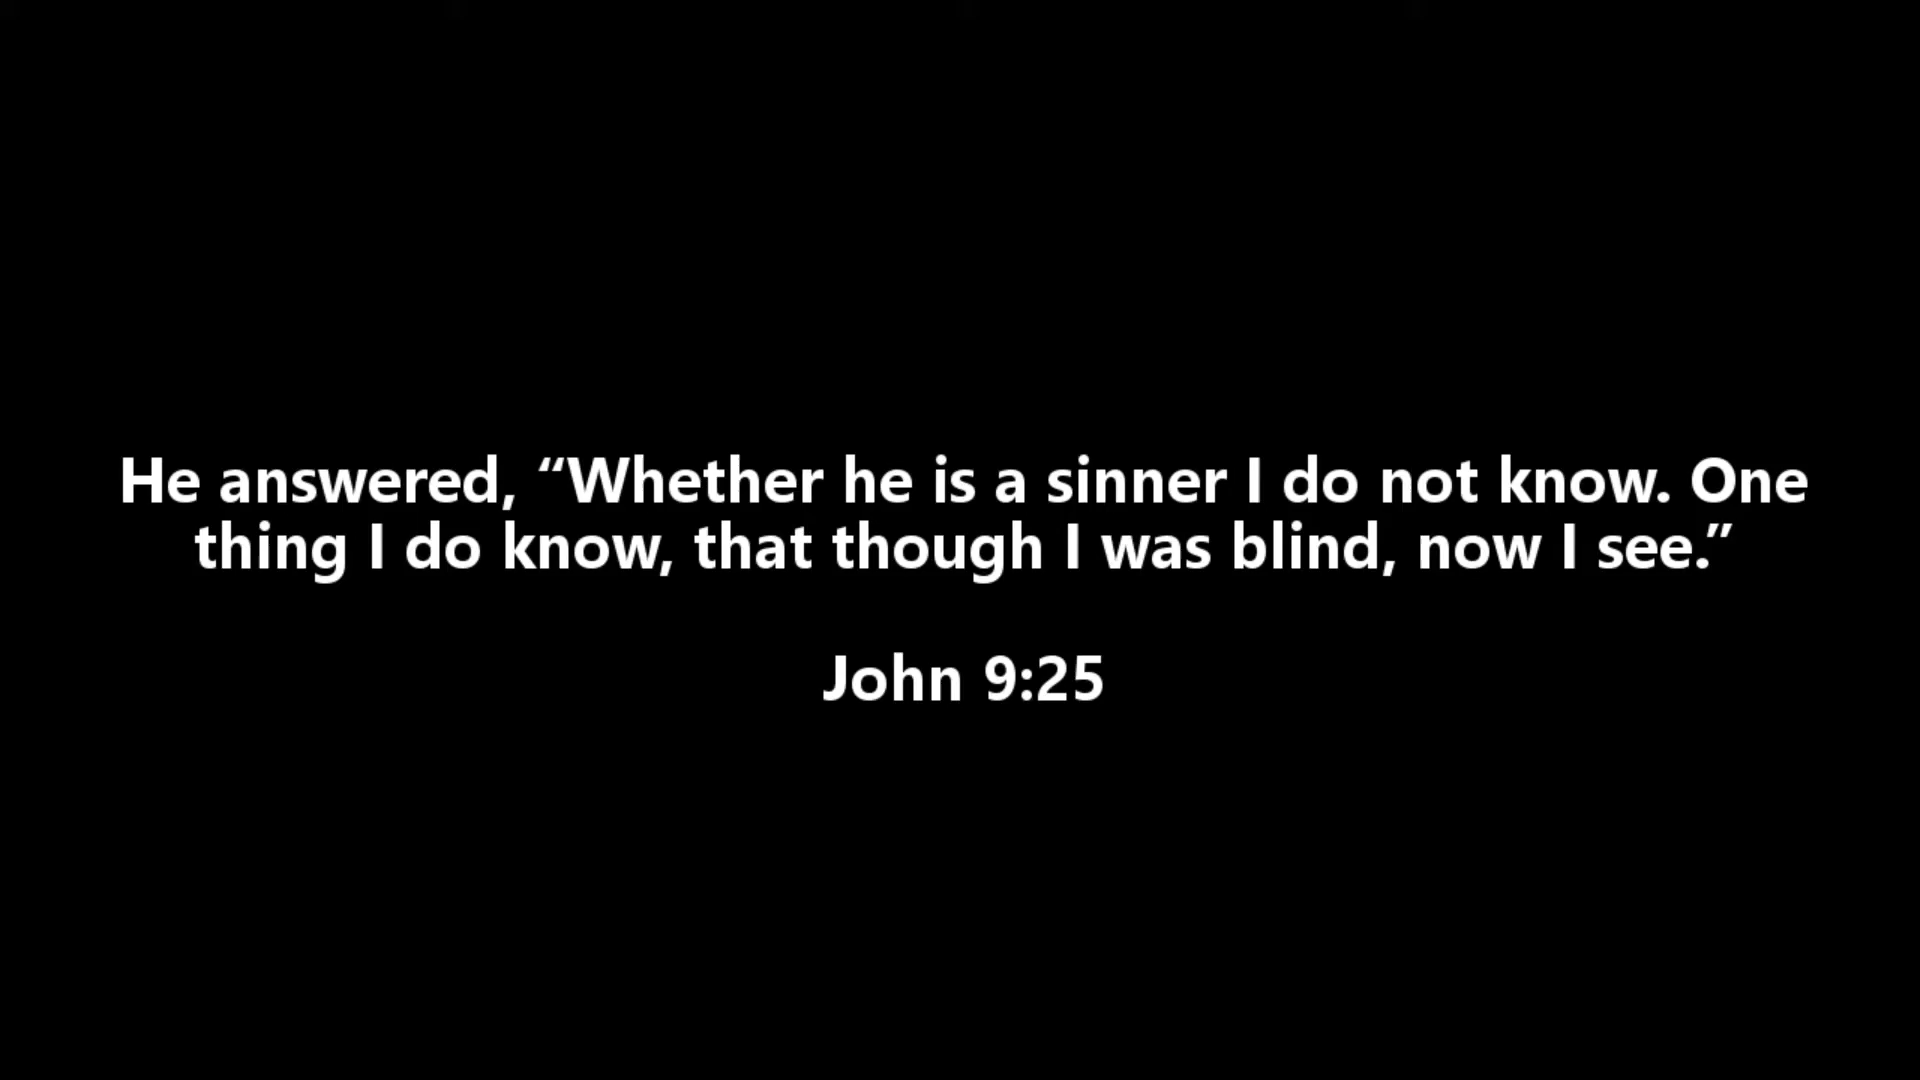 He answered, “Whether he is a sinner I do not know. One
thing I do know, that though I was blind, now I see.”
John 9:25